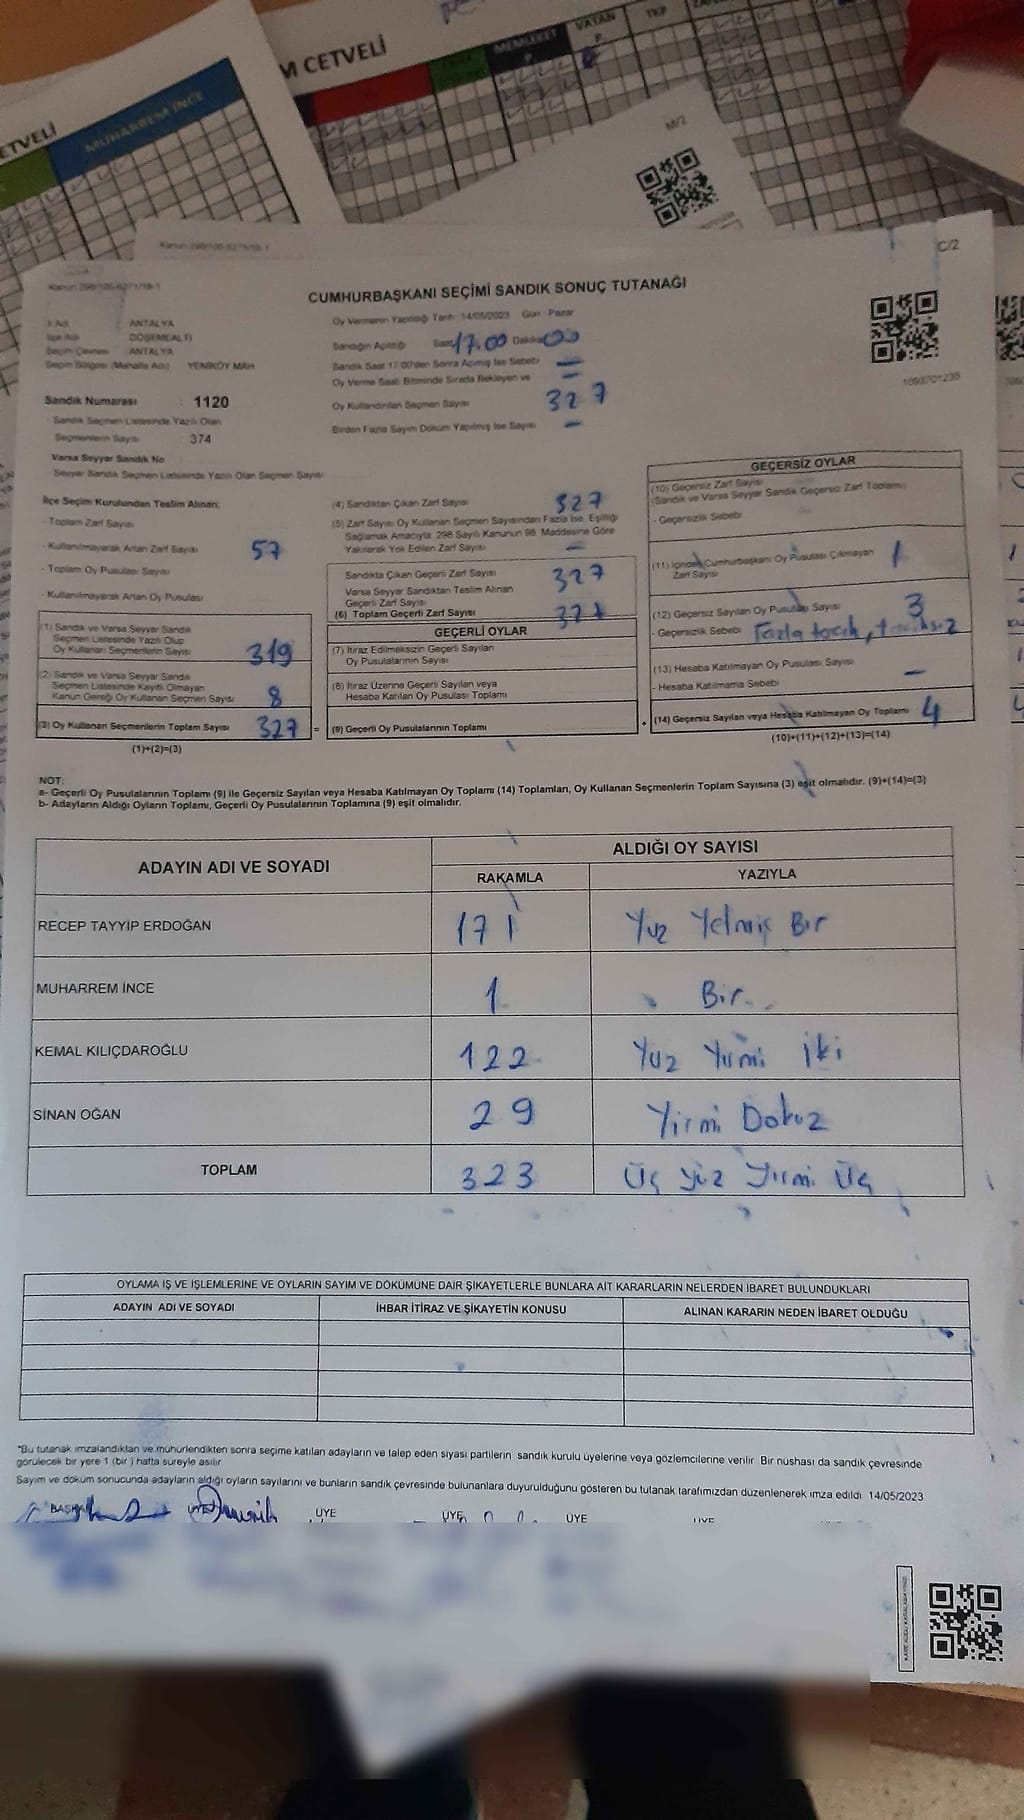 M CETVELİ
MEMLEKET P.
VATAN P.
TKP
ETVELİ
MUHARREM İNCE
M/2
C/2
CUMHURBAŞKANI SEÇİMİ SANDIK SONUÇ TUTANAĞI
İl Adı : ANTALYA
İlçe Adı : DÖŞEMEALTI
Seçim Çevresi : ANTALYA
Seçim Bölgesi (Mahalle Adı) : YENİKÖY MAH
Sandık Numarası : 1120
Sandık Seçmen Listesinde Yazılı Olan
Seçmenlerin Sayısı : 374
Varsa Seyyar Sandık No
Seyyar Sandık Seçmen Listesinde Yazılı Olan Seçmen Sayısı
Oy Vermenin Yapıldığı Tarih: 14/05/2023 Gün : Pazar
Sandığın Açıldığı Saat 17.00 Dakika 00
Sandık Saat 17:00'den Sonra Açılmış İse Sebebi —
Oy Verme Saati Bitiminde Sırada Bekleyen ve —
Oy Kullandırılan Seçmen Sayısı 327
Birden Fazla Sayım Döküm Yapılmış İse Sayısı —
1093701235
İlçe Seçim Kurulundan Teslim Alınan:
- Toplam Zarf Sayısı
- Kullanılmayarak Artan Zarf Sayısı 57
- Toplam Oy Pusulası Sayısı
- Kullanılmayarak Artan Oy Pusulası
(1) Sandık ve Varsa Seyyar Sandık
Seçmen Listesinde Yazılı Olup
Oy Kullanan Seçmenlerin Sayısı 319
(2) Sandık ve Varsa Seyyar Sandık
Seçmen Listesinde Kayıtlı Olmayan
Kanun Gereği Oy Kullanan Seçmen Sayısı 8
(3) Oy Kullanan Seçmenlerin Toplam Sayısı 327 =
(1)+(2)=(3)
(4) Sandıktan Çıkan Zarf Sayısı 327
(5) Zarf Sayısı Oy Kullanan Seçmen Sayısından Fazla İse, Eşitliği
Sağlamak Amacıyla 298 Sayılı Kanunun 98. Maddesine Göre
Yakılarak Yok Edilen Zarf Sayısı —
Sandıkta Çıkan Geçerli Zarf Sayısı 327
Varsa Seyyar Sandıktan Teslim Alınan
Geçerli Zarf Sayısı
(6) Toplam Geçerli Zarf Sayısı
GEÇERLİ OYLAR
(7) İtiraz Edilmeksizin Geçerli Sayılan
Oy Pusulalarının Sayısı
(8) İtiraz Üzerine Geçerli Sayılan veya
Hesaba Katılan Oy Pusulası Toplamı
(9) Geçerli Oy Pusulalarının Toplamı +
GEÇERSİZ OYLAR
(10) Geçersiz Zarf Sayısı
(Sandık ve Varsa Seyyar Sandık Geçersiz Zarf Toplamı)
- Geçersizlik Sebebi
(11) İçinden Cumhurbaşkanı Oy Pusulası Çıkmayan 1
Zarf Sayısı
(12) Geçersiz Sayılan Oy Pusulası Sayısı 3
- Geçersizlik Sebebi Fazla
(13) Hesaba Katılmayan Oy Pusulası Sayısı —
- Hesaba Katılmama Sebebi
(14) Geçersiz Sayılan veya Hesaba Katılmayan Oy Toplamı 4
(10)+(11)+(12)+(13)=(14)
NOT:
a- Geçerli Oy Pusulalarının Toplamı (9) ile Geçersiz Sayılan veya Hesaba Katılmayan Oy Toplamı (14) Toplamları, Oy Kullanan Seçmenlerin Toplam Sayısına (3) eşit olmalıdır. (9)+(14)=(3)
b- Adayların Aldığı Oyların Toplamı, Geçerli Oy Pusulalarının Toplamına (9) eşit olmalıdır.
ADAYIN ADI VE SOYADI
ALDIĞI OY SAYISI
RAKAMLA YAZIYLA
RECEP TAYYİP ERDOĞAN 171 Yüz Yetmiş Bir
MUHARREM İNCE 1 Bir
KEMAL KILIÇDAROĞLU 122 Yüz Yirmi İki
SİNAN OĞAN 29 Yirmi Dokuz
TOPLAM 323 Üç Yüz Yirmi Üç
OYLAMA İŞ VE İŞLEMLERİNE VE OYLARIN SAYIM VE DÖKÜMÜNE DAİR ŞİKAYETLERLE BUNLARA AİT KARARLARIN NELERDEN İBARET BULUNDUKLARI
ADAYIN ADI VE SOYADI İHBAR İTİRAZ VE ŞİKAYETİN KONUSU ALINAN KARARIN NEDEN İBARET OLDUĞU
*Bu tutanak imzalandıktan ve mühürlendikten sonra seçime katılan adayların ve talep eden siyasi partilerin sandık kurulu üyelerine veya gözlemcilerine verilir. Bir nüshası da sandık çevresinde
görülecek bir yere 1 (bir) hafta süreyle asılır.
Sayım ve döküm sonucunda adayların aldığı oyların sayılarını ve bunların sandık çevresinde bulunanlara duyurulduğunu gösteren bu tutanak tarafımızdan düzenlenerek imza edildi. 14/05/2023
BAŞKAN ÜYE ÜYE ÜYE ÜYE ÜYE